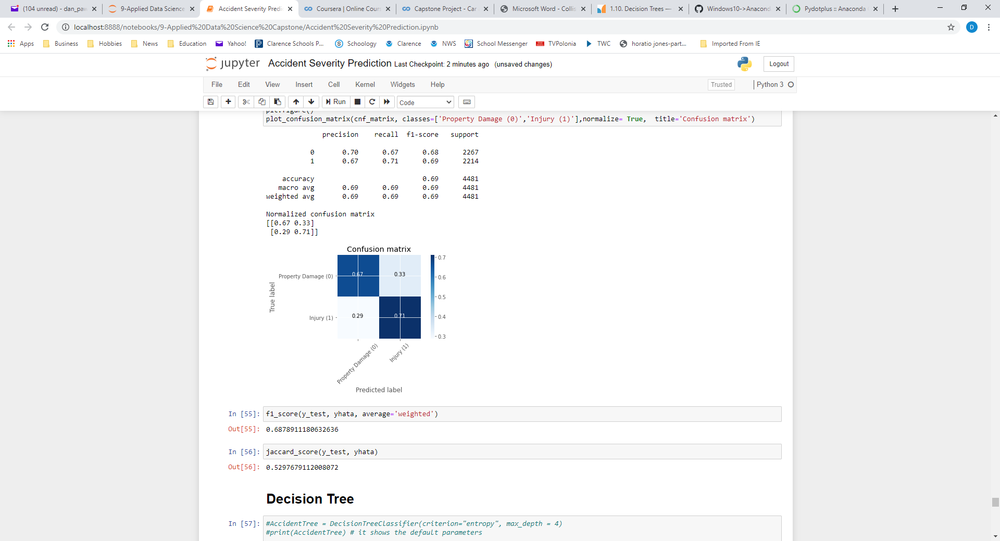 (104 unread) - dan_paw
9-Applied Data Science
Accident Severity Predi
Coursera | Online Cour
Capstone Project - Car
Microsoft Word - Collis
1.10. Decision Trees —
Windows10->Anacond
Pydotplus :: Anaconda
localhost:8888/notebooks/9-Applied%20Data%20Science%20Capstone/Accident%20Severity%20Prediction.ipynb
D
Apps Business Hobbies News Education Yahoo! Clarence Schools P... Schoology Clarence NWS School Messenger TVPolonia TWC horatio jones-part... Imported From IE
jupyter Accident Severity Prediction Last Checkpoint: 2 minutes ago (unsaved changes) Logout
File Edit View Insert Cell Kernel Widgets Help Trusted Python 3
Run Code
plt.figure()
plot_confusion_matrix(cnf_matrix, classes=['Property Damage (0)','Injury (1)'],normalize= True,  title='Confusion matrix')
precision recall f1-score support
0 0.70 0.67 0.68 2267
1 0.67 0.71 0.69 2214
accuracy 0.69 4481
macro avg 0.69 0.69 0.69 4481
weighted avg 0.69 0.69 0.69 4481
Normalized confusion matrix
[[0.67 0.33]
[0.29 0.71]]
Confusion matrix
0.7
0.6
0.5
0.4
0.3
True label
Property Damage (0) 0.67 0.33
Injury (1) 0.29 0.71
Property Damage (0) Injury (1)
Predicted label
In [55]: f1_score(y_test, yhata, average='weighted')
Out[55]: 0.6878911180632636
In [56]: jaccard_score(y_test, yhata)
Out[56]: 0.5297679112008072
Decision Tree
In [57]: #AccidentTree = DecisionTreeClassifier(criterion="entropy", max_depth = 4)
#print(AccidentTree) # it shows the default parameters